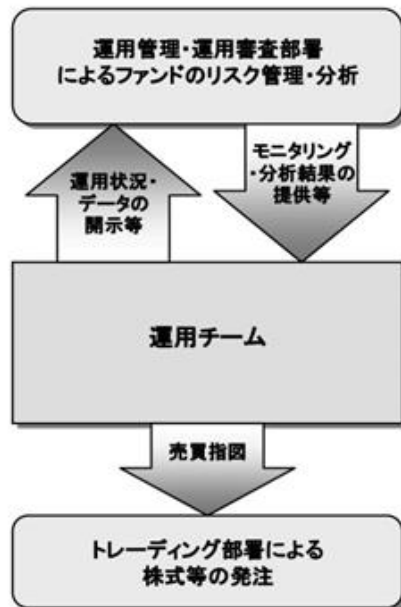 運用管理・運用審査部署
によるファンドのリスク管理・分析
運用状況・
データの
開示等
モニタリング
・分析結果の
提供等
運用チーム
売買指図
トレーディング部署による
株式等の発注